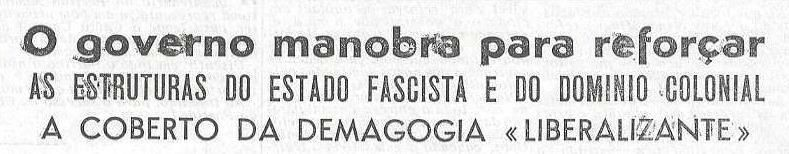 O governo manobra para reforçar
AS ESTRUTURAS DO ESTADO FASCISTA E DO DOMINIO COLONIAL
A COBERTO DA DEMAGOGIA «LIBERALIZANTE»